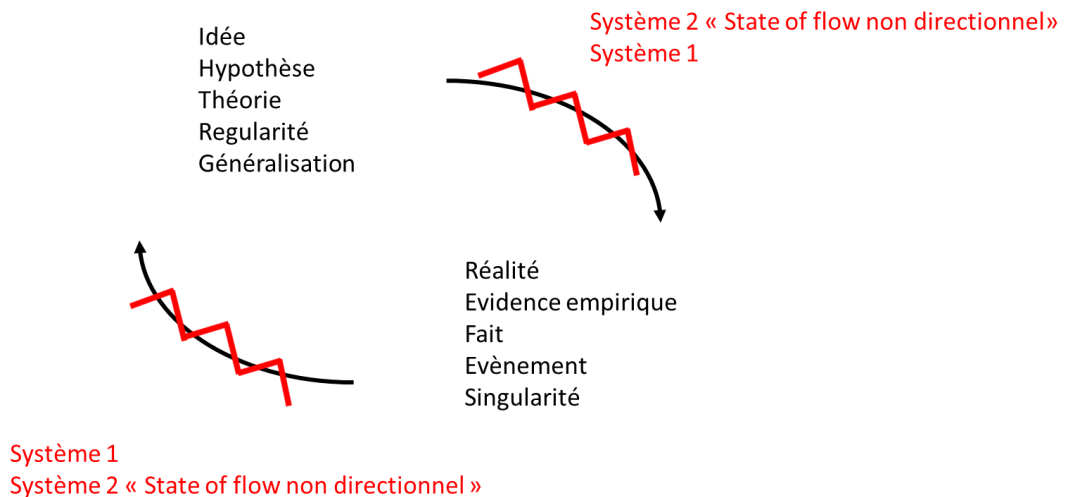 Système 2 « State of flow non directionnel»
Système 1
Idée
Hypothèse
Théorie
Regularité
Généralisation
Réalité
Evidence empirique
Fait
Evènement
Singularité
Système 1
Système 2 « State of flow non directionnel »